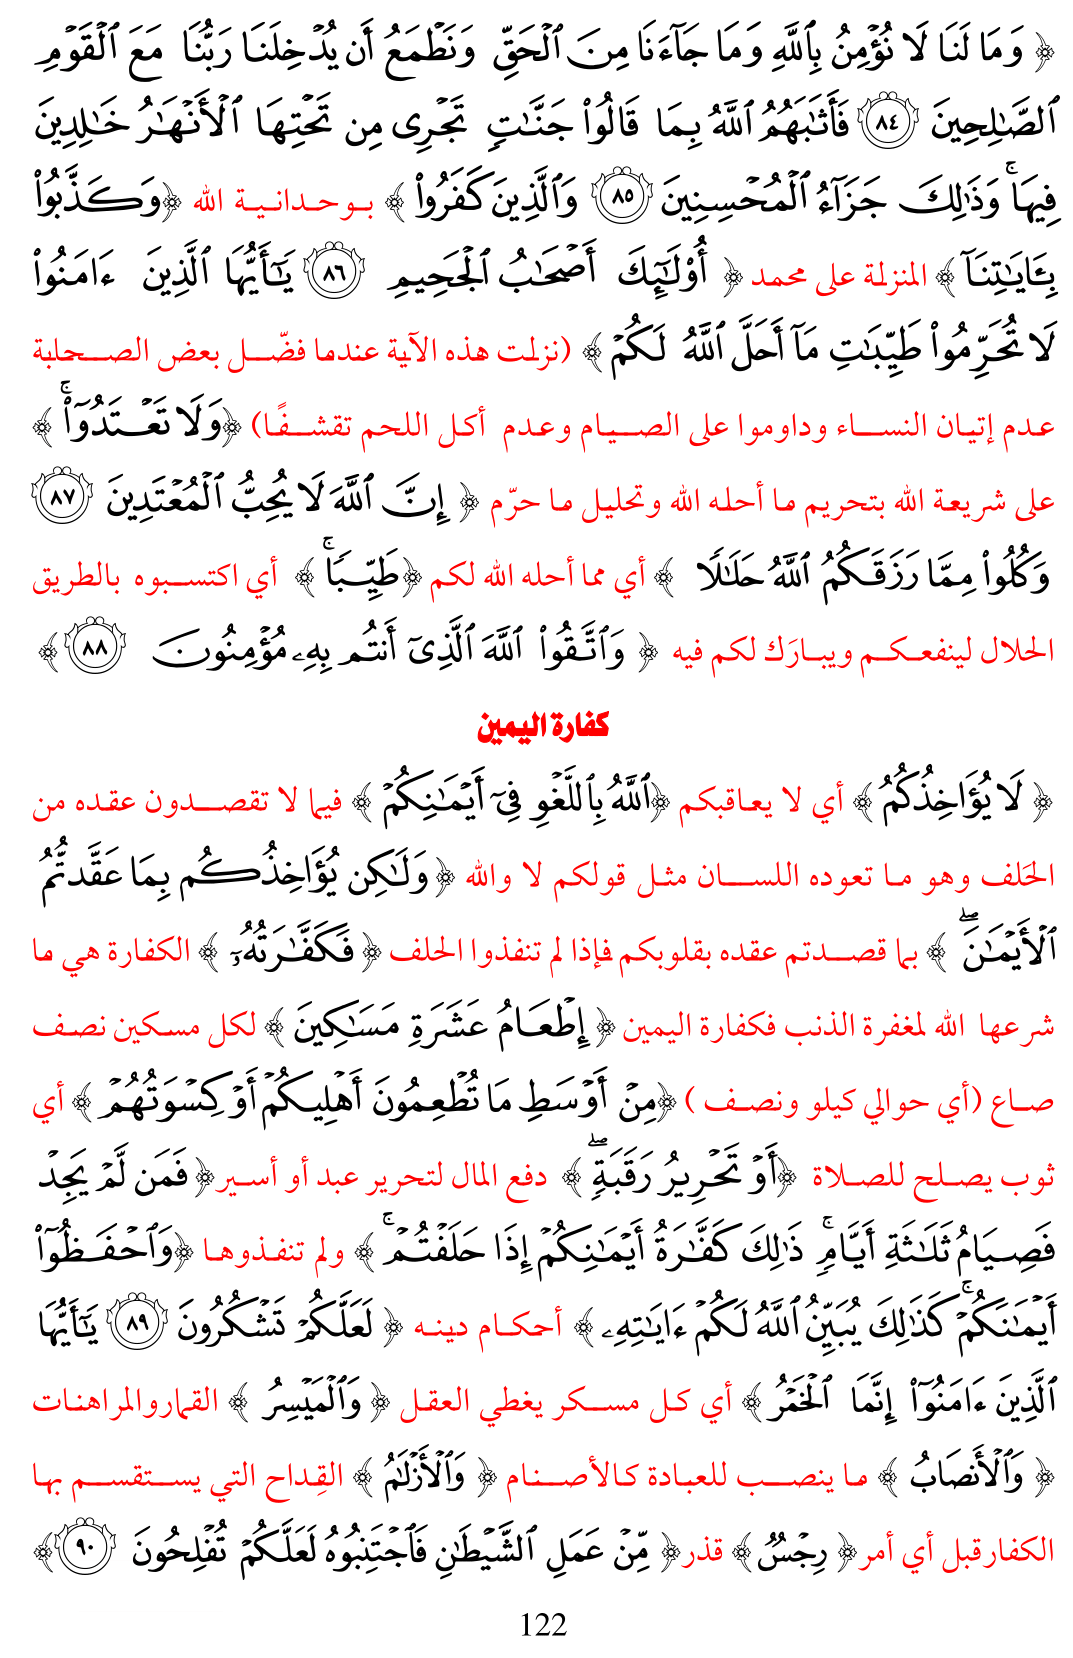 ﴿ وَمَا لَنَا لَا نُؤْمِنُ بِٱللَّهِ وَمَا جَآءَنَا مِنَ ٱلْحَقِّ وَنَطْمَعُ أَن يُدْخِلَنَا رَبُّنَا مَعَ ٱلْقَوْمِ
ٱلصَّـٰلِحِينَ ٨٤ فَأَثَـٰبَهُمُ ٱللَّهُ بِمَا قَالُوا۟ جَنَّـٰتٍ تَجْرِى مِن تَحْتِهَا ٱلْأَنْهَـٰرُ خَـٰلِدِينَ
فِيهَا ۚ وَذَٰلِكَ جَزَآءُ ٱلْمُحْسِنِينَ ٨٥ وَٱلَّذِينَ كَفَرُوا۟ ﴾ بوحدانية الله ﴿وَكَذَّبُوا۟
بِـَٔايَـٰتِنَآ ﴾ المنزلة على محمد ﴿ أُو۟لَـٰٓئِكَ أَصْحَـٰبُ ٱلْجَحِيمِ ٨٦ يَـٰٓأَيُّهَا ٱلَّذِينَ ءَامَنُوا۟
لَا تُحَرِّمُوا۟ طَيِّبَـٰتِ مَآ أَحَلَّ ٱللَّهُ لَكُمْ ﴾ (نزلت هذه الآية عندما فضّل بعض الصحابة
عدم إتيان النساء وداوموا على الصيام وعدم أكل اللحم تقشفًا) ﴿وَلَا تَعْتَدُوٓا۟ ۚ ﴾
على شريعة الله بتحريم ما أحله الله وتحليل ما حرّم ﴿ إِنَّ ٱللَّهَ لَا يُحِبُّ ٱلْمُعْتَدِينَ ٨٧
وَكُلُوا۟ مِمَّا رَزَقَكُمُ ٱللَّهُ حَلَـٰلًا ﴾ أي مما أحله الله لكم ﴿طَيِّبًا ۚ ﴾ أي اكتسبوه بالطريق
الحلال لينفعكم ويبارَك لكم فيه ﴿ وَٱتَّقُوا۟ ٱللَّهَ ٱلَّذِىٓ أَنتُم بِهِۦ مُؤْمِنُونَ ٨٨ ﴾
كفارة اليمين
﴿ لَا يُؤَاخِذُكُمُ ﴾ أي لا يعاقبكم ﴿ٱللَّهُ بِٱللَّغْوِ فِىٓ أَيْمَـٰنِكُمْ ﴾ فيما لا تقصدون عقده من
الحَلف وهو ما تعوده اللسان مثل قولكم لا والله ﴿ وَلَـٰكِن يُؤَاخِذُكُم بِمَا عَقَّدتُّمُ
ٱلْأَيْمَـٰنَ ۖ ﴾ بما قصدتم عقده بقلوبكم فإذا لم تنفذوا الحلف ﴿ فَكَفَّـٰرَتُهُۥٓ ﴾ الكفارة هي ما
شرعها الله لمغفرة الذنب فكفارة اليمين ﴿ إِطْعَامُ عَشَرَةِ مَسَـٰكِينَ ﴾ لكل مسكين نصف
صاع (أي حوالي كيلو ونصف ) ﴿مِنْ أَوْسَطِ مَا تُطْعِمُونَ أَهْلِيكُمْ أَوْ كِسْوَتُهُمْ ﴾ أي
ثوب يصلح للصلاة ﴿أَوْ تَحْرِيرُ رَقَبَةٍ ۖ ﴾ دفع المال لتحرير عبد أو أسير﴿ فَمَن لَّمْ يَجِدْ
فَصِيَامُ ثَلَـٰثَةِ أَيَّامٍ ۚ ذَٰلِكَ كَفَّـٰرَةُ أَيْمَـٰنِكُمْ إِذَا حَلَفْتُمْ ۚ ﴾ ولم تنفذوها ﴿وَٱحْفَظُوٓا۟
أَيْمَـٰنَكُمْ ۚ كَذَٰلِكَ يُبَيِّنُ ٱللَّهُ لَكُمْ ءَايَـٰتِهِۦ ﴾ أحكام دينه ﴿ لَعَلَّكُمْ تَشْكُرُونَ ٨٩ يَـٰٓأَيُّهَا
ٱلَّذِينَ ءَامَنُوٓا۟ إِنَّمَا ٱلْخَمْرُ ﴾ أي كل مسكر يغطي العقل ﴿ وَٱلْمَيْسِرُ ﴾ القمار والمراهنات
﴿ وَٱلْأَنصَابُ ﴾ ما ينصب للعبادة كالأصنام ﴿ وَٱلْأَزْلَـٰمُ ﴾ القِداح التي يستقسم بها
الكفار قبل أي أمر﴿ رِجْسٌ ﴾ قذر﴿ مِّنْ عَمَلِ ٱلشَّيْطَـٰنِ فَٱجْتَنِبُوهُ لَعَلَّكُمْ تُفْلِحُونَ ٩٠ ﴾
122